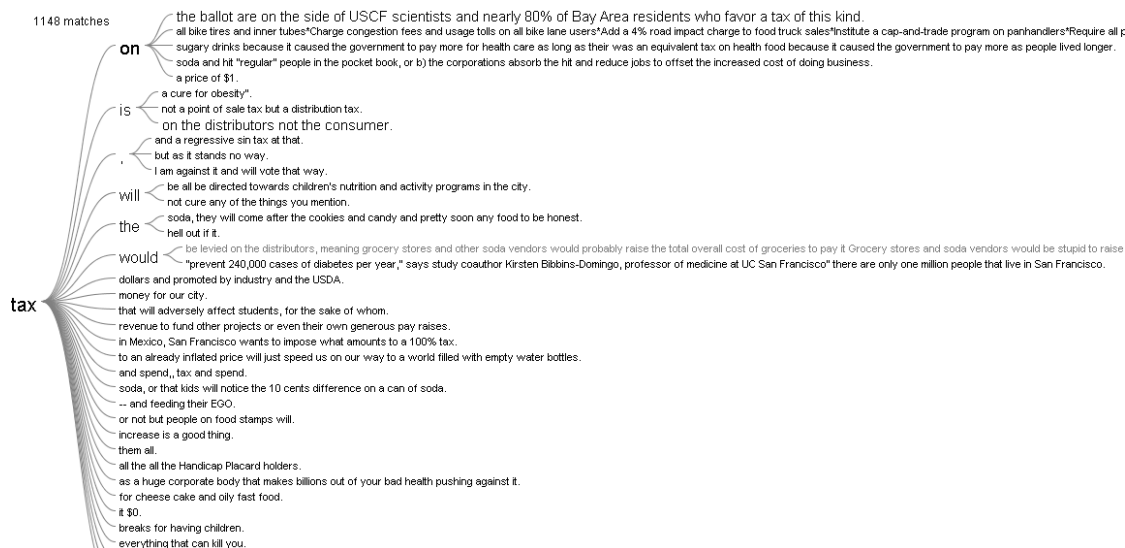 1148 matches
the ballot are on the side of USCF scientists and nearly 80% of Bay Area residents who favor a tax of this kind.
all bike tires and inner tubes*Charge congestion fees and usage tolls on all bike lane users*Add a 4% road impact charge to food truck sales*Institute a cap-and-trade program on panhandlers*Require all
on
sugary drinks because it caused the government to pay more for health care as long as their was an equivalent tax on health food because it caused the government to pay more as people lived longer.
soda and hit "regular" people in the pocket book, or b) the corporations absorb the hit and reduce jobs to offset the increased cost of doing business.
a price of $1.
a cure for obesity".
is
not a point of sale tax but a distribution tax.
on the distributors not the consumer.
and a regressive sin tax at that.
,
but as it stands no way.
I am against it and will vote that way.
be all be directed towards children's nutrition and activity programs in the city.
will
not cure any of the things you mention.
soda, they will come after the cookies and candy and pretty soon any food to be honest.
the
hell out if it.
be levied on the distributors, meaning grocery stores and other soda vendors would probably raise the total overall cost of groceries to pay it Grocery stores and soda vendors would be stupid to raise
would
"prevent 240,000 cases of diabetes per year," says study coauthor Kirsten Bibbins-Domingo, professor of medicine at UC San Francisco" there are only one million people that live in San Francisco.
dollars and promoted by industry and the USDA.
money for our city.
tax
that will adversely affect students, for the sake of whom.
revenue to fund other projects or even their own generous pay raises.
in Mexico, San Francisco wants to impose what amounts to a 100% tax.
to an already inflated price will just speed us on our way to a world filled with empty water bottles.
and spend,, tax and spend.
soda, or that kids will notice the 10 cents difference on a can of soda.
-- and feeding their EGO.
or not but people on food stamps will.
increase is a good thing.
them all.
all the all the Handicap Placard holders.
as a huge corporate body that makes billions out of your bad health pushing against it.
for cheese cake and oily fast food.
it $0.
breaks for having children.
everything that can kill you.